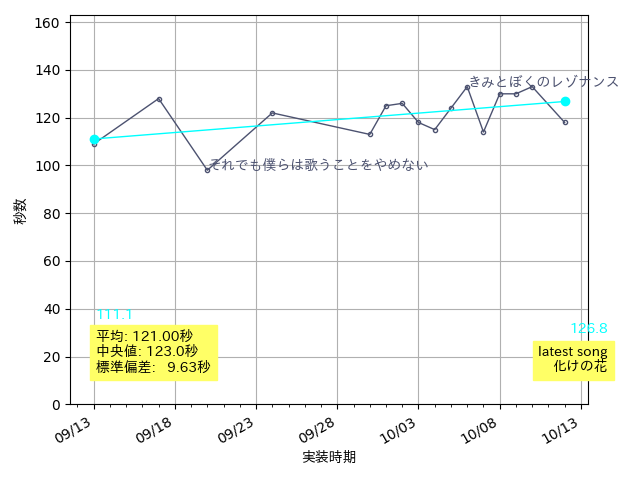 160
140
120
100
80
60
40
20
0
秒数
きみとぼくのレゾナンス
それでも僕らは歌うことをやめない
111.1
126.8
平均: 121.00秒
中央値: 123.0秒
標準偏差:  9.63秒
latest song
化けの花
09/13
09/18
09/23
09/28
10/03
10/08
10/13
実装時期